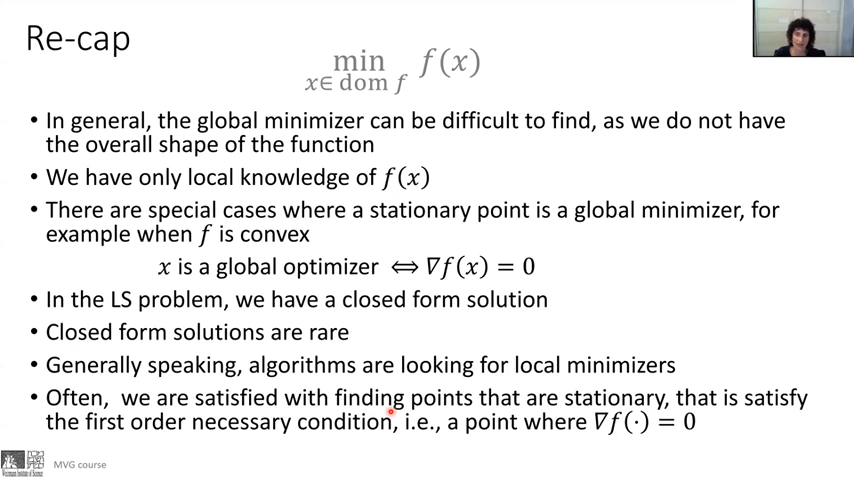 Re-cap
min f(x)
x∈ dom f
• In general, the global minimizer can be difficult to find, as we do not have
the overall shape of the function
• We have only local knowledge of f(x)
• There are special cases where a stationary point is a global minimizer, for
example when f is convex
x is a global optimizer ⟺ ∇f(x) = 0
• In the LS problem, we have a closed form solution
• Closed form solutions are rare
• Generally speaking, algorithms are looking for local minimizers
• Often, we are satisfied with finding points that are stationary, that is satisfy
the first order necessary condition, i.e., a point where ∇f(·) = 0
Weizmann Institute of Science
MVG course